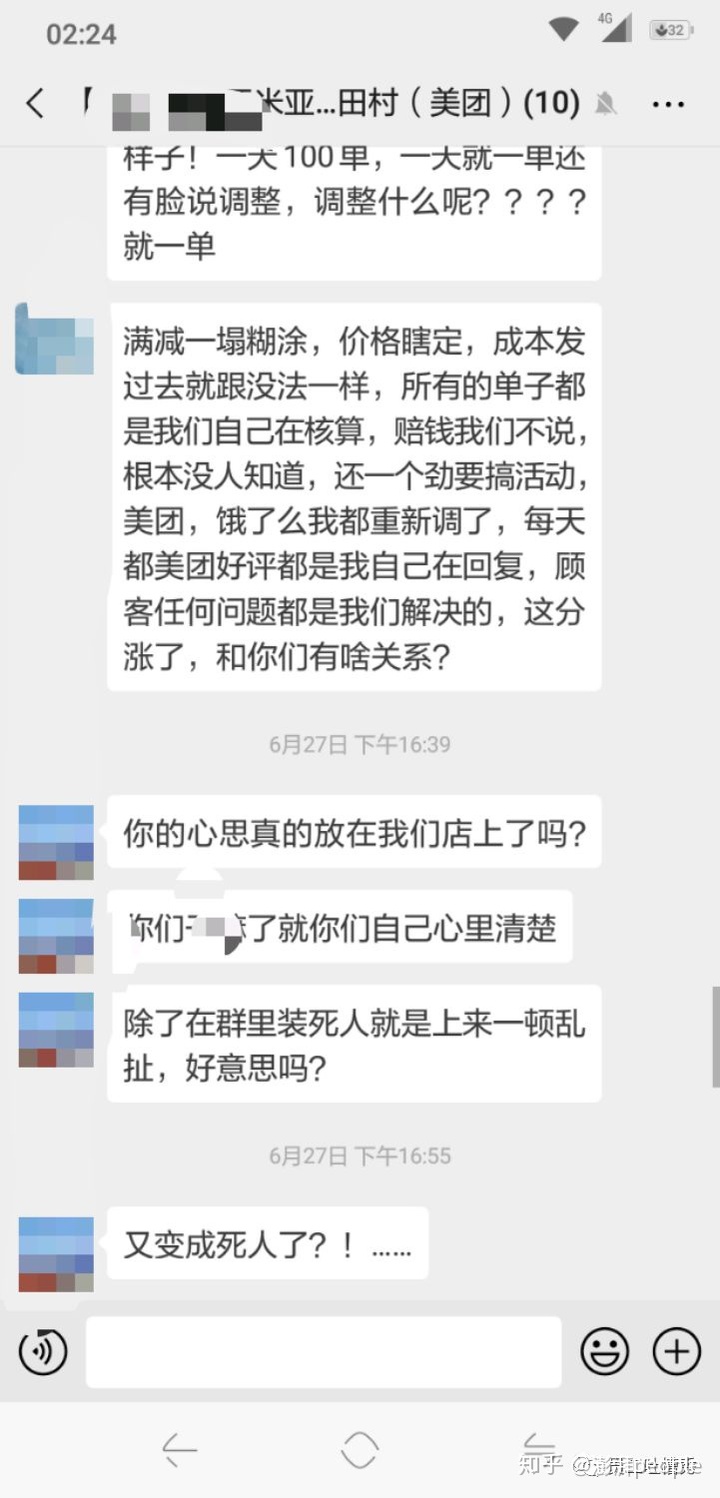 02:24
4G
32
米亚...田村（美团）(10)
样子！一天100单，一天就一单还
有脸说调整，调整什么呢？？？？
就一单
满减一塌糊涂，价格瞎定，成本发
过去就跟没法一样，所有的单子都
是我们自己在核算，赔钱我们不说，
根本没人知道，还一个劲要搞活动，
美团，饿了么我都重新调了，每天
都美团好评都是我自己在回复，顾
客任何问题都是我们解决的，这分
涨了，和你们有啥关系？
6月27日 下午16:39
你的心思真的放在我们店上了吗？
你们 了就你们自己心里清楚
除了在群里装死人就是上来一顿乱
扯，好意思吗？
6月27日 下午16:55
又变成死人了？！......
知乎